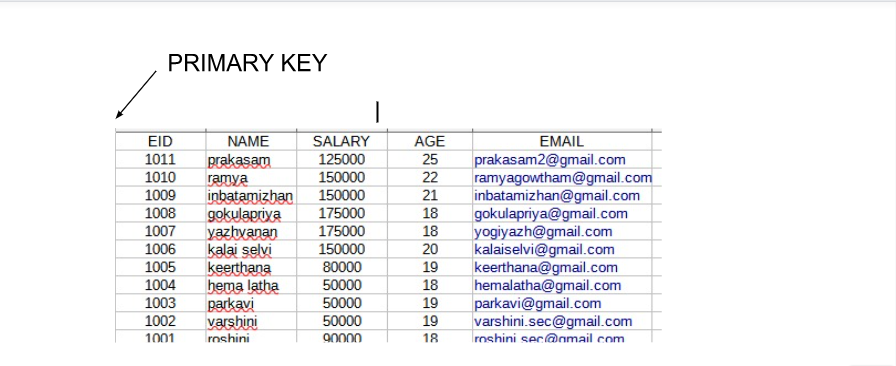 PRIMARY KEY
EID NAME SALARY AGE EMAIL
1011 prakasam 125000 25 prakasam2@gmail.com
1010 ramya 150000 22 ramyagowtham@gmail.com
1009 inbatamizhan 150000 21 inbatamizhan@gmail.com
1008 gokulapriya 175000 18 gokulapriya@gmail.com
1007 yazhvanan 175000 18 yogiyazh@gmail.com
1006 kalai selvi 150000 20 kalaiselvi@gmail.com
1005 keerthana 80000 19 keerthana@gmail.com
1004 hema latha 50000 18 hemalatha@gmail.com
1003 parkavi 50000 19 parkavi@gmail.com
1002 varshini 50000 19 varshini.sec@gmail.com
1001 roshini 90000 18 roshini.sec@gmail.com